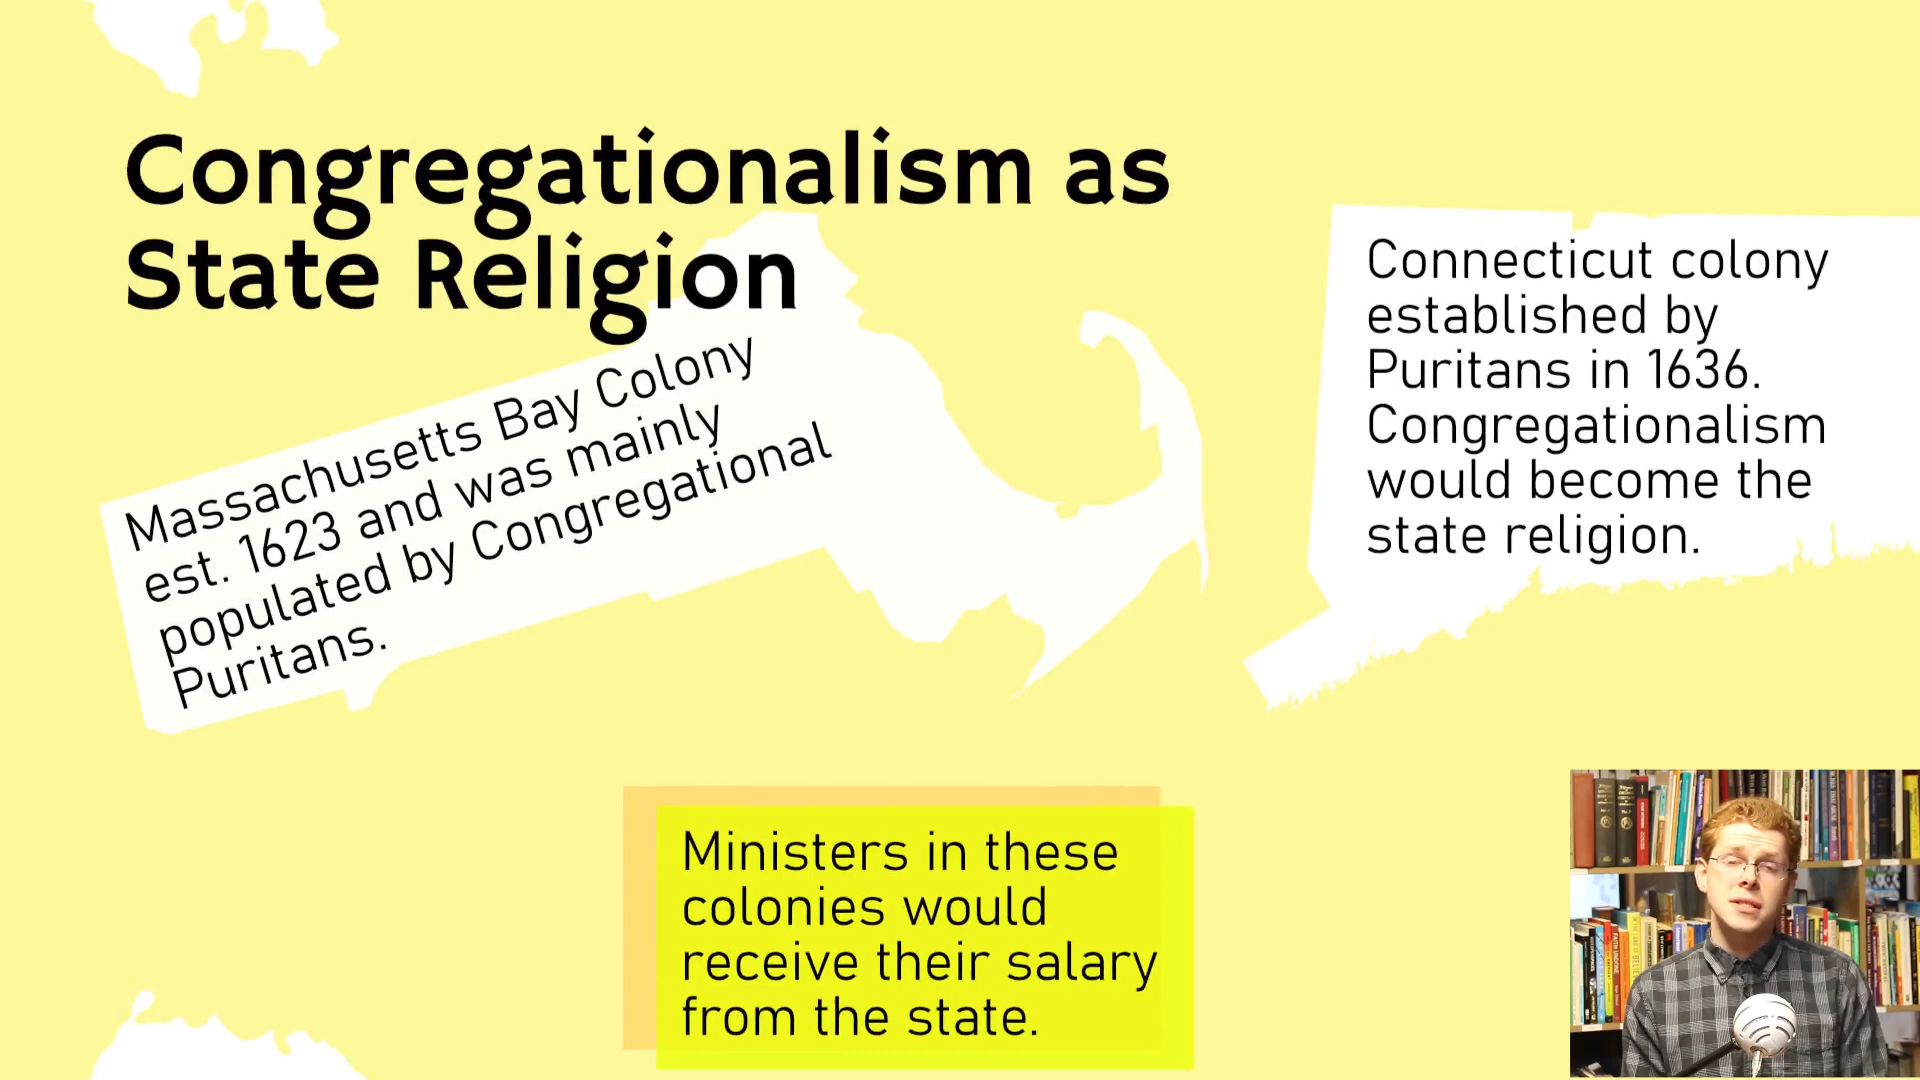 Congregationalism as
State Religion
Massachusetts Bay Colony
est. 1623 and was mainly
populated by Congregational
Puritans.
Connecticut colony
established by
Puritans in 1636.
Congregationalism
would become the
state religion.
Ministers in these
colonies would
receive their salary
from the state.